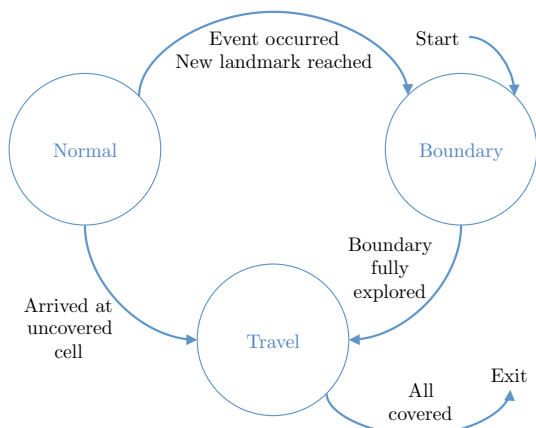 Event occurred
New landmark reached
Start
Normal
Boundary
Boundary
fully
explored
Arrived at
uncovered
cell
Travel
Exit
All
covered